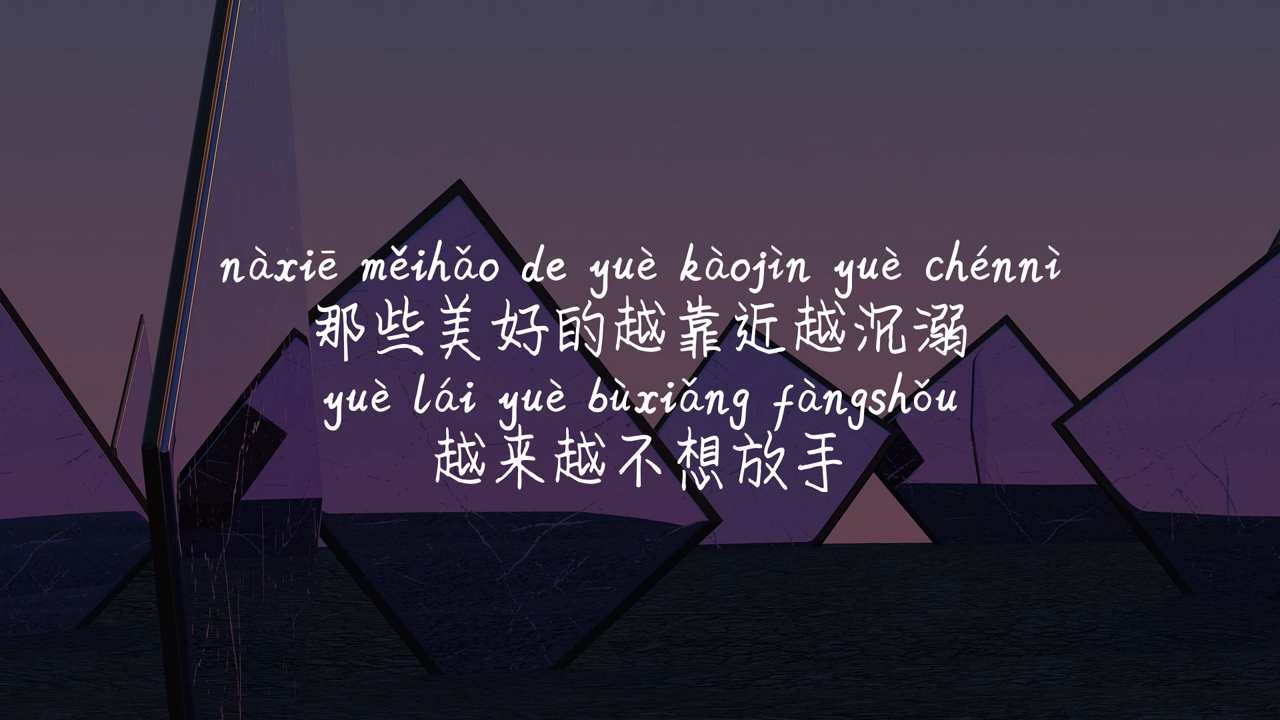 nàxiē měihǎo de yuè kàojìn yuè chénnì
那些美好的越靠近越沉溺
yuè lái yuè bùxiǎng fàngshǒu
越来越不想放手